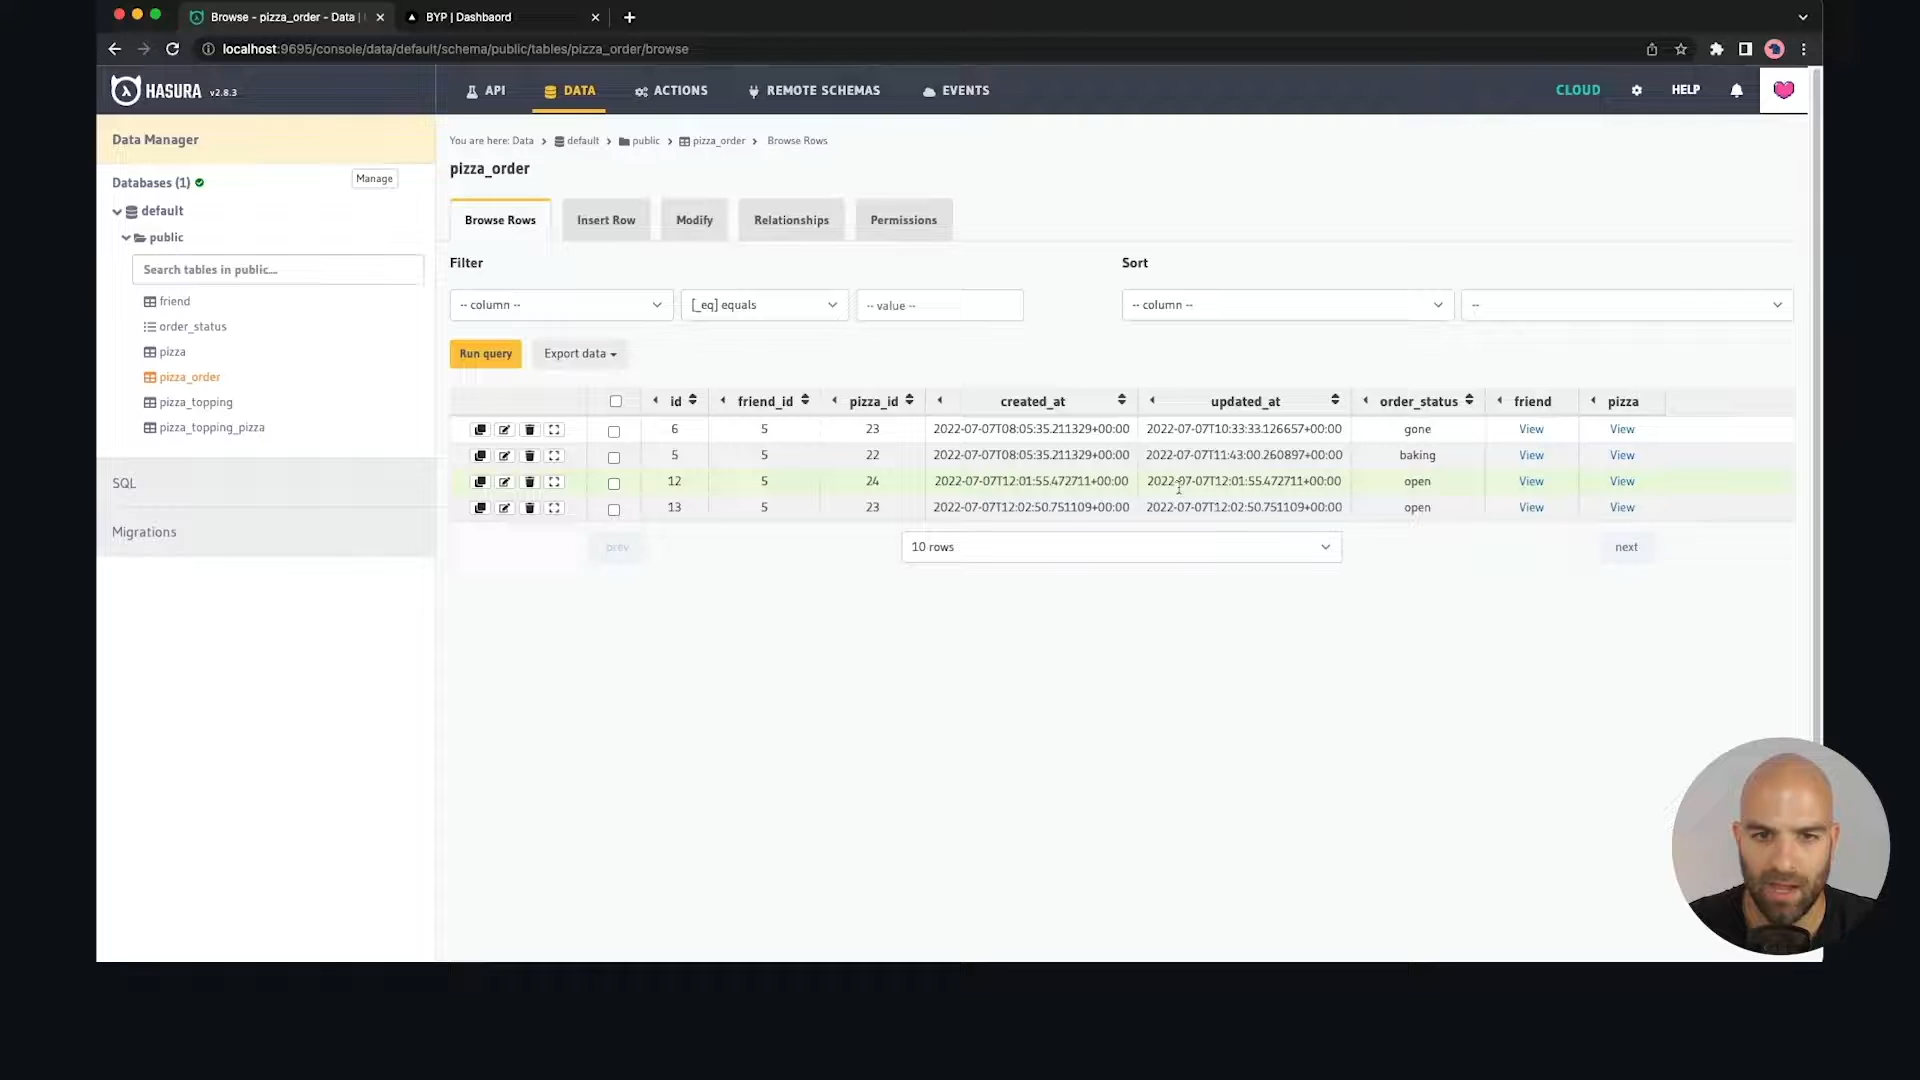 Browse - pizza_order - Data |
BYP | Dashbaord
localhost:9695/console/data/default/schema/public/tables/pizza_order/browse
HASURA v2.8.3
API
DATA
ACTIONS
REMOTE SCHEMAS
EVENTS
CLOUD
HELP
Data Manager
Databases (1)
Manage
default
public
Search tables in public....
friend
order_status
pizza
pizza_order
pizza_topping
pizza_topping_pizza
SQL
Migrations
You are here: Data > default > public > pizza_order > Browse Rows
pizza_order
Browse Rows
Insert Row
Modify
Relationships
Permissions
Filter
Sort
-- column --
[_eq] equals
-- value --
-- column --
--
Run query
Export data
id friend_id pizza_id created_at updated_at order_status friend pizza
6 5 23 2022-07-07T08:05:35.211329+00:00 2022-07-07T10:33:33.126657+00:00 gone View View
5 5 22 2022-07-07T08:05:35.211329+00:00 2022-07-07T11:43:00.260897+00:00 baking View View
12 5 24 2022-07-07T12:01:55.472711+00:00 2022-07-07T12:01:55.472711+00:00 open View View
13 5 23 2022-07-07T12:02:50.751109+00:00 2022-07-07T12:02:50.751109+00:00 open View View
prev
10 rows
next